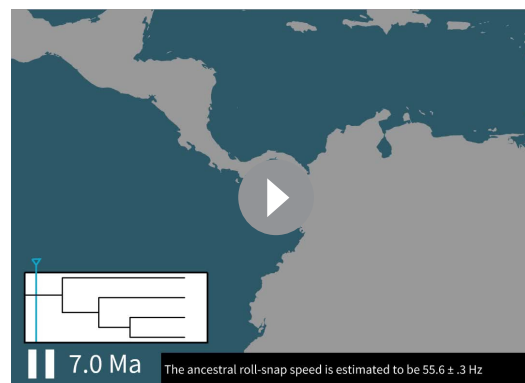 7.0 Ma
The ancestral roll-snap speed is estimated to be 55.6 ± .3 Hz